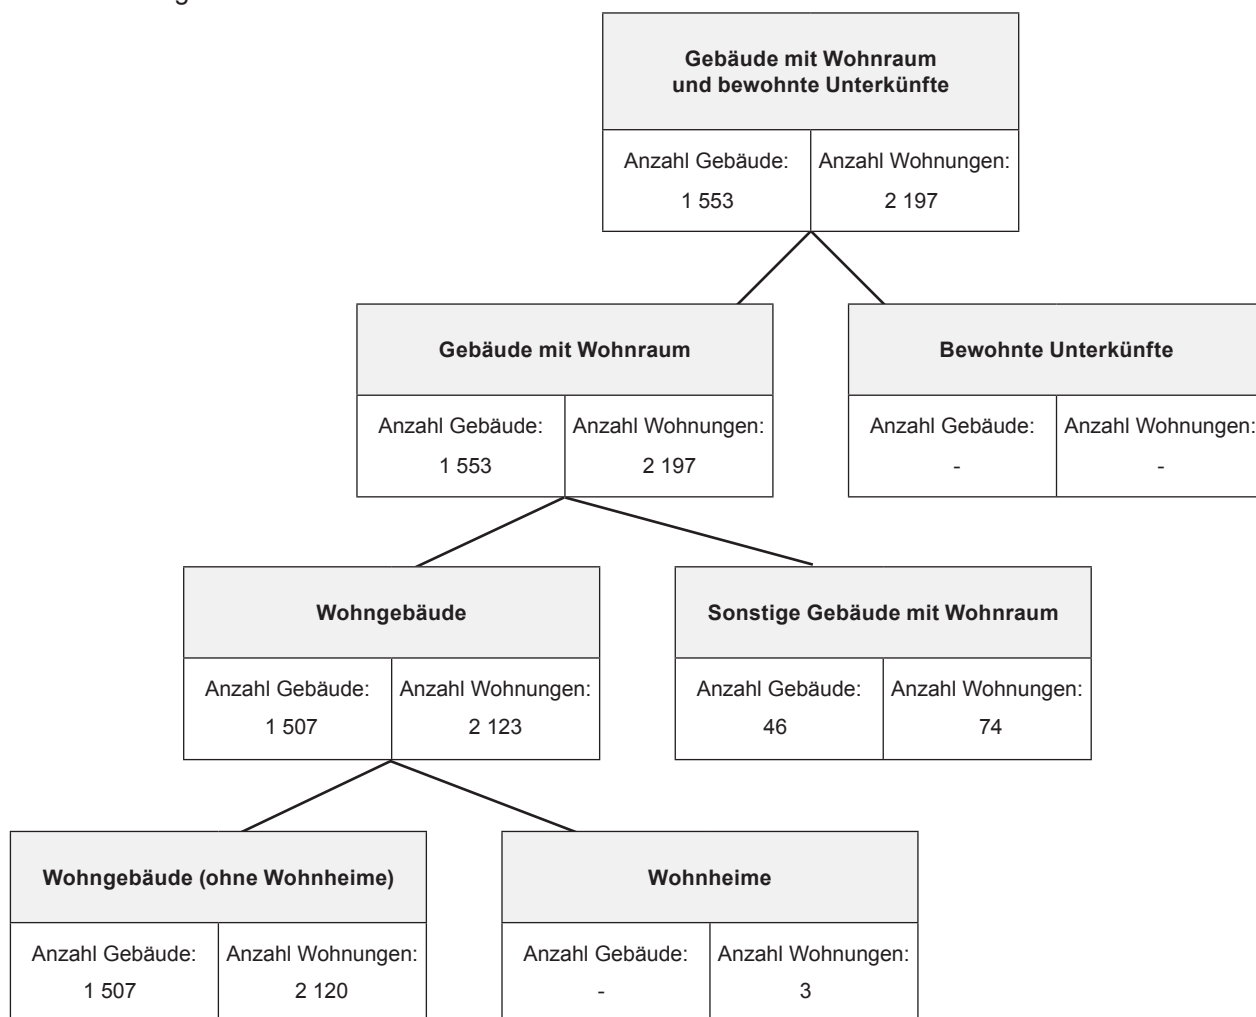 Gebäude mit Wohnraum
und bewohnte Unterkünfte
Anzahl Gebäude: Anzahl Wohnungen:
1 553 2 197
Gebäude mit Wohnraum
Anzahl Gebäude: Anzahl Wohnungen:
1 553 2 197
Bewohnte Unterkünfte
Anzahl Gebäude: Anzahl Wohnungen:
- -
Wohngebäude
Anzahl Gebäude: Anzahl Wohnungen:
1 507 2 123
Sonstige Gebäude mit Wohnraum
Anzahl Gebäude: Anzahl Wohnungen:
46 74
Wohngebäude (ohne Wohnheime)
Anzahl Gebäude: Anzahl Wohnungen:
1 507 2 120
Wohnheime
Anzahl Gebäude: Anzahl Wohnungen:
- 3